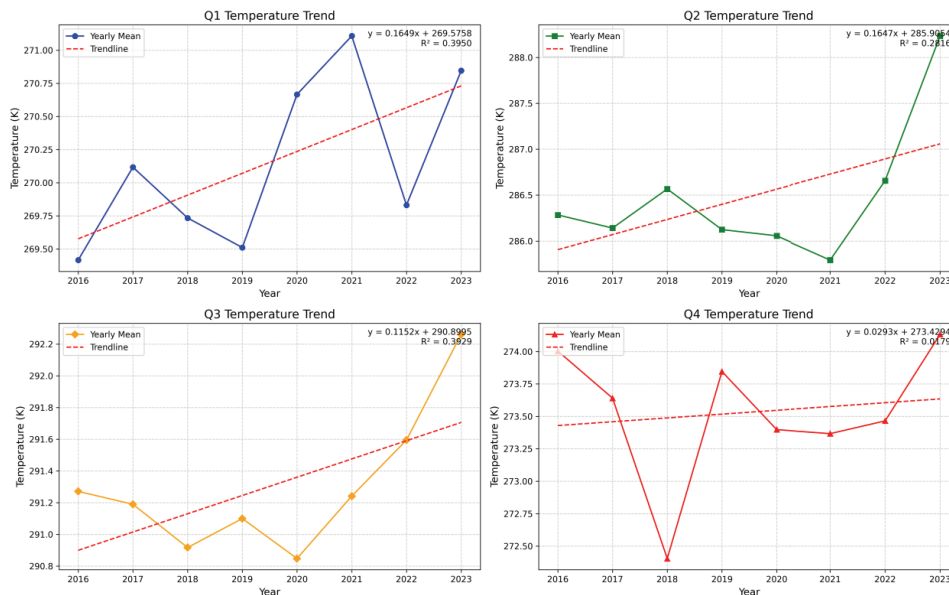 Q1 Temperature Trend
Yearly Mean
Trendline
y = 0.1649x + 269.5758
R² = 0.3950
Temperature (K)
271.00
270.75
270.50
270.25
270.00
269.75
269.50
2016 2017 2018 2019 2020 2021 2022 2023
Year
Q2 Temperature Trend
Yearly Mean
Trendline
y = 0.1647x + 285.9054
R² = 0.2816
Temperature (K)
288.0
287.5
287.0
286.5
286.0
2016 2017 2018 2019 2020 2021 2022 2023
Year
Q3 Temperature Trend
Yearly Mean
Trendline
y = 0.1152x + 290.8995
R² = 0.3929
Temperature (K)
292.2
292.0
291.8
291.6
291.4
291.2
291.0
290.8
2016 2017 2018 2019 2020 2021 2022 2023
Year
Q4 Temperature Trend
Yearly Mean
Trendline
y = 0.0293x + 273.4294
R² = 0.0179
Temperature (K)
274.00
273.75
273.50
273.25
273.00
272.75
272.50
2016 2017 2018 2019 2020 2021 2022 2023
Year